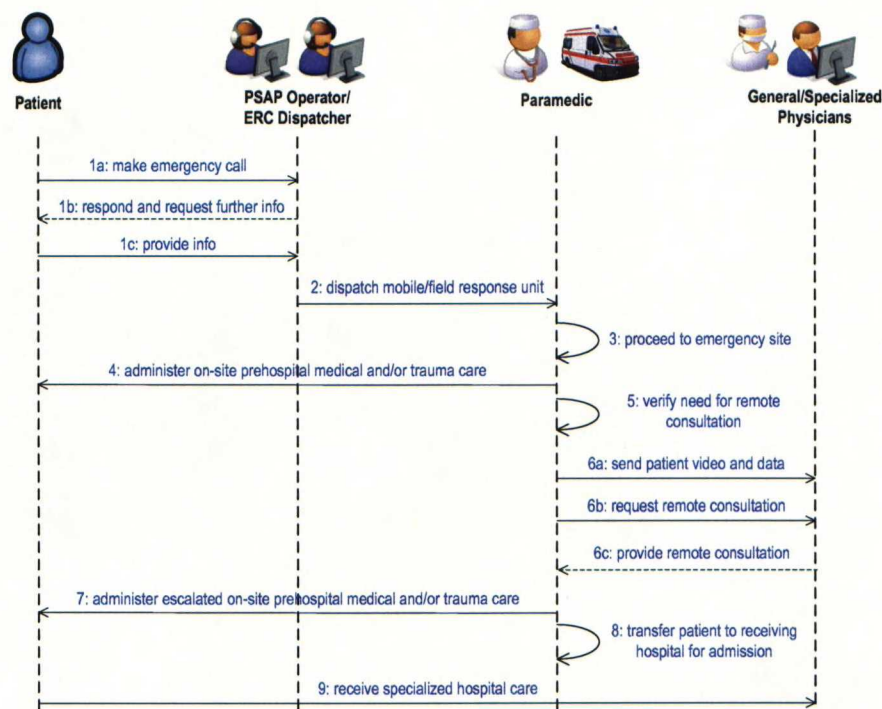 Patient
PSAP Operator/
ERC Dispatcher
Paramedic
General/Specialized
Physicians
1a: make emergency call
1b: respond and request further info
1c: provide info
2: dispatch mobile/field response unit
3: proceed to emergency site
4: administer on-site prehospital medical and/or trauma care
5: verify need for remote
consultation
6a: send patient video and data
6b: request remote consultation
6c: provide remote consultation
7: administer escalated on-site prehospital medical and/or trauma care
8: transfer patient to receiving
hospital for admission
9: receive specialized hospital care